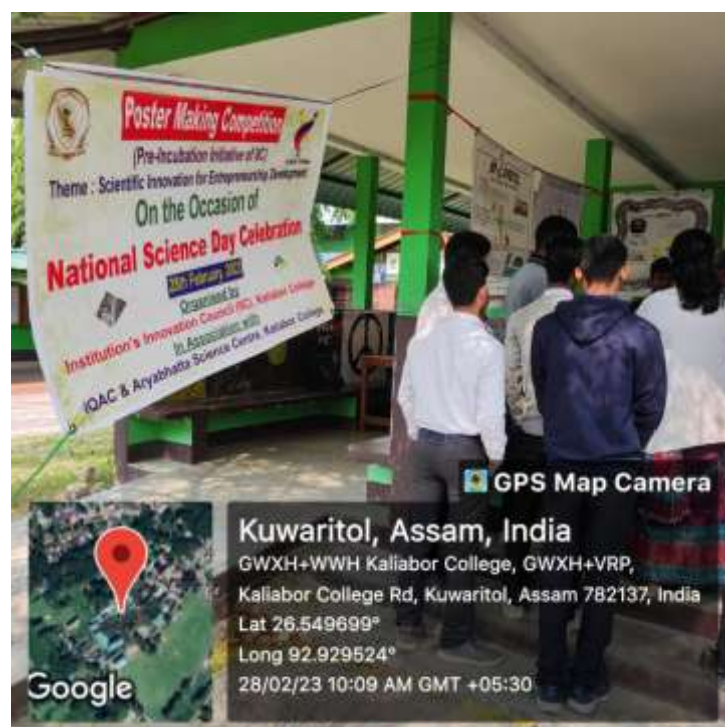 Poster Making Competition
(Pre-Incubation Initiative of IIC)
Theme : Scientific Innovation for Entrepreneurship Development
On the Occasion of
National Science Day Celebration
28th February, 2023
Organised by
Institution's Innovation Council (IIC), Kaliabor College
In Association with
IQAC & Aryabhatta Science Centre, Kaliabor College
GPS Map Camera
Kuwaritol, Assam, India
GWXH+WWH Kaliabor College, GWXH+VRP,
Kaliabor College Rd, Kuwaritol, Assam 782137, India
Lat 26.549699°
Long 92.929524°
28/02/23 10:09 AM GMT +05:30
Google